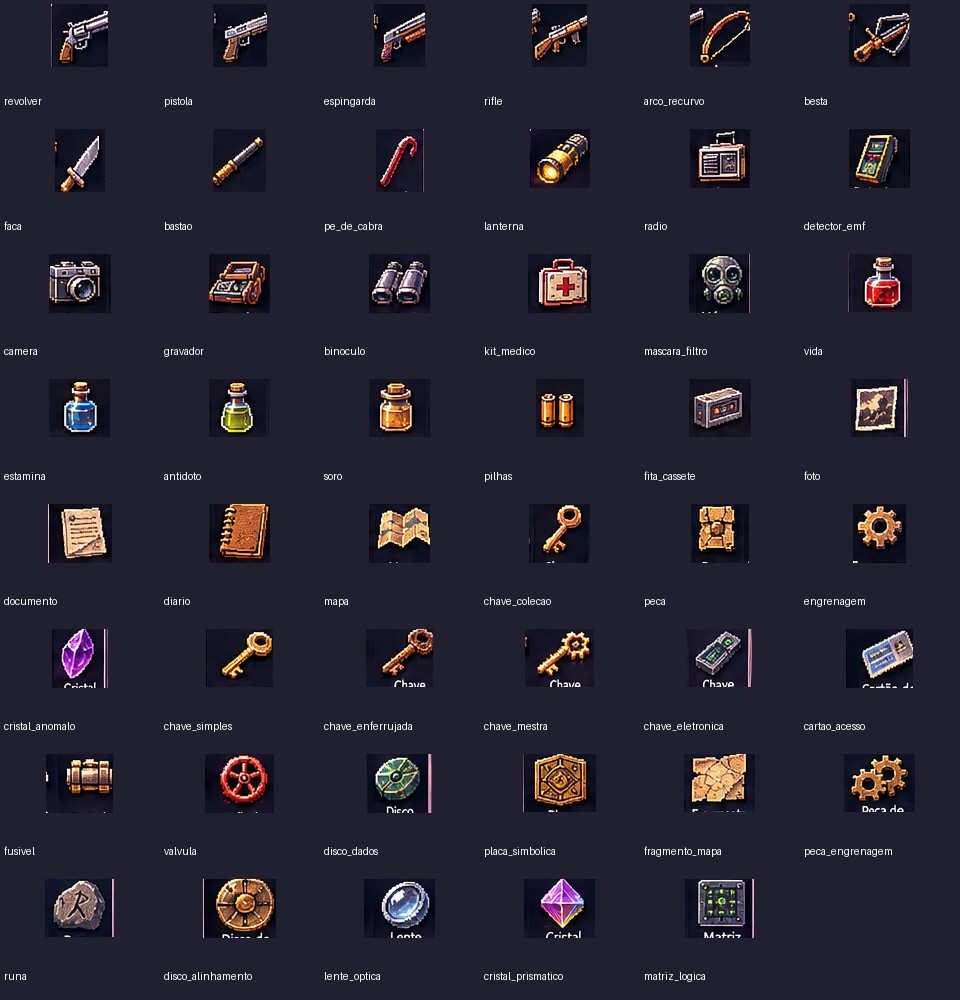 revolver pistola espingarda rifle arco_recurvo besta
faca bastao pe_de_cabra lanterna radio detector_emf
camera gravador binoculo kit_medico mascara_filtro vida
estamina antidoto soro pilhas fita_cassete foto
documento diario mapa chave_colecao peca engrenagem
Cristal Chave Chave Chave Cartão de
cristal_anomalo chave_simples chave_enferrujada chave_mestra chave_eletronica cartao_acesso
Disco Peça de
fusivel valvula disco_dados placa_simbolica fragmento_mapa peca_engrenagem
Disco de Lente Cristal Matriz
runa disco_alinhamento lente_optica cristal_prismatico matriz_logica